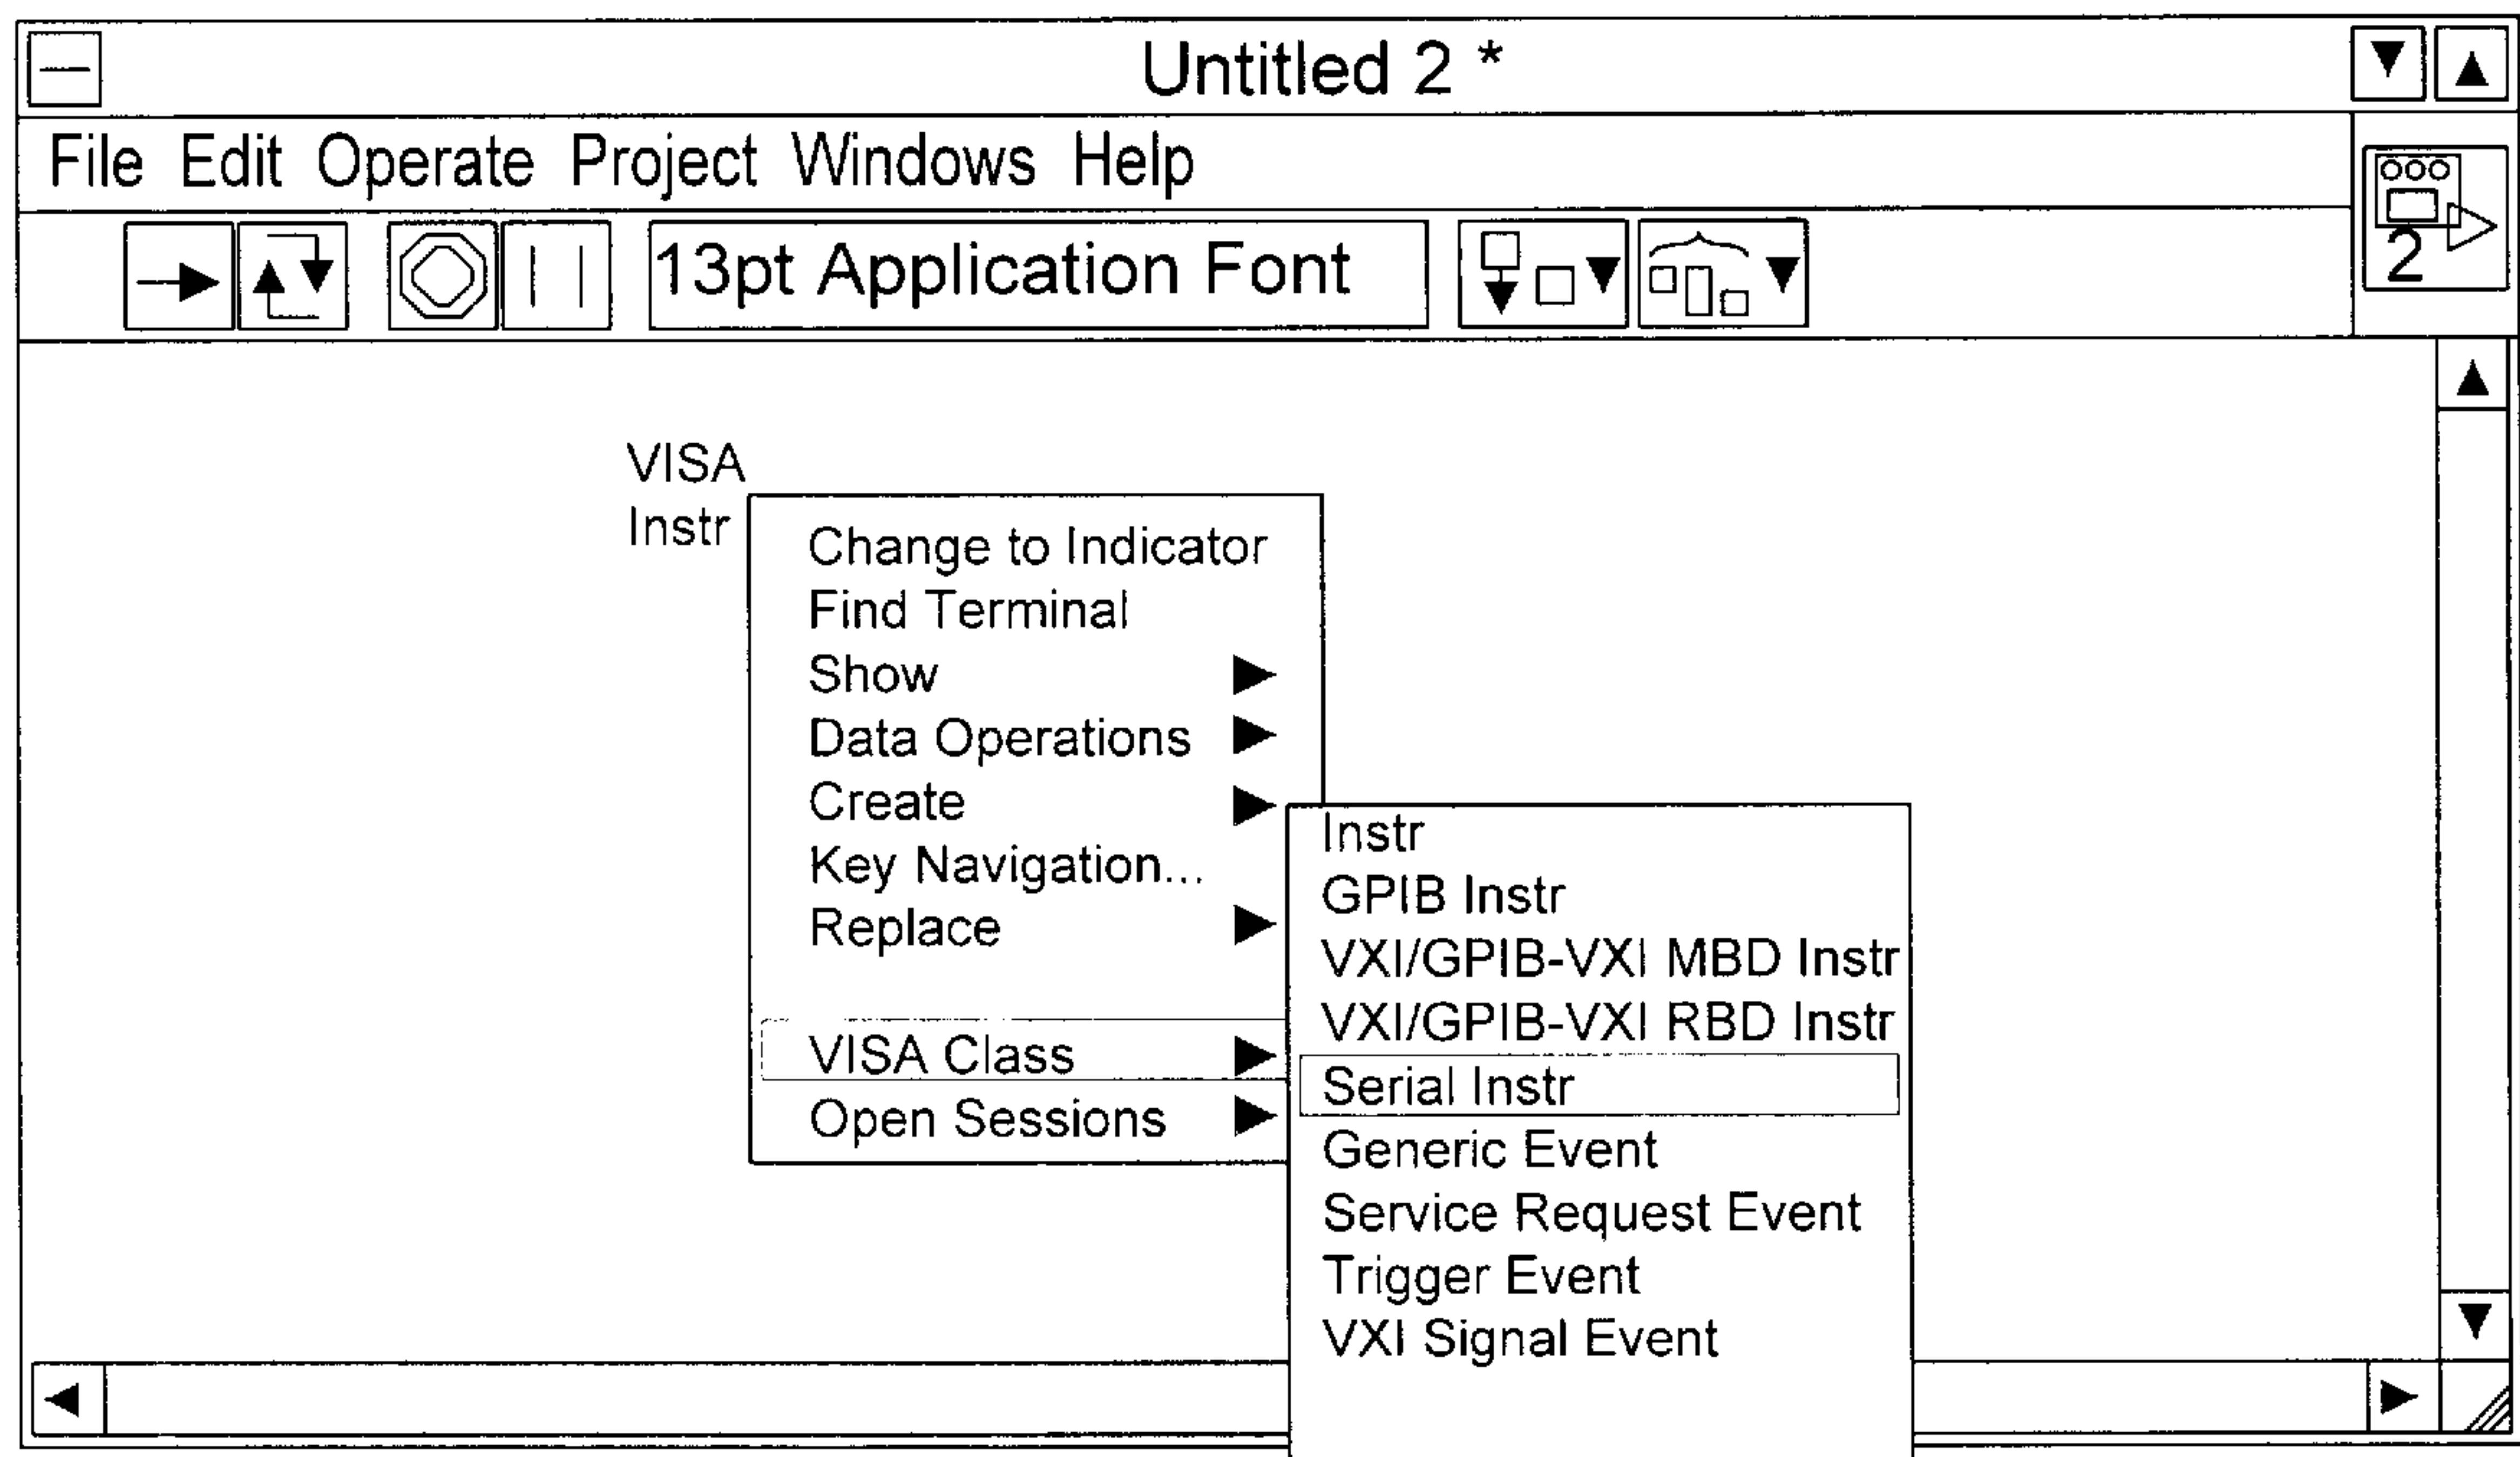 Untitled 2 *
File Edit Operate Project Windows Help
13pt Application Font
2
VISA
Instr
Change to Indicator
Find Terminal
Show
Data Operations
Create
Key Navigation...
Replace
VISA Class
Open Sessions
Instr
GPIB Instr
VXI/GPIB-VXI MBD Instr
VXI/GPIB-VXI RBD Instr
Serial Instr
Generic Event
Service Request Event
Trigger Event
VXI Signal Event